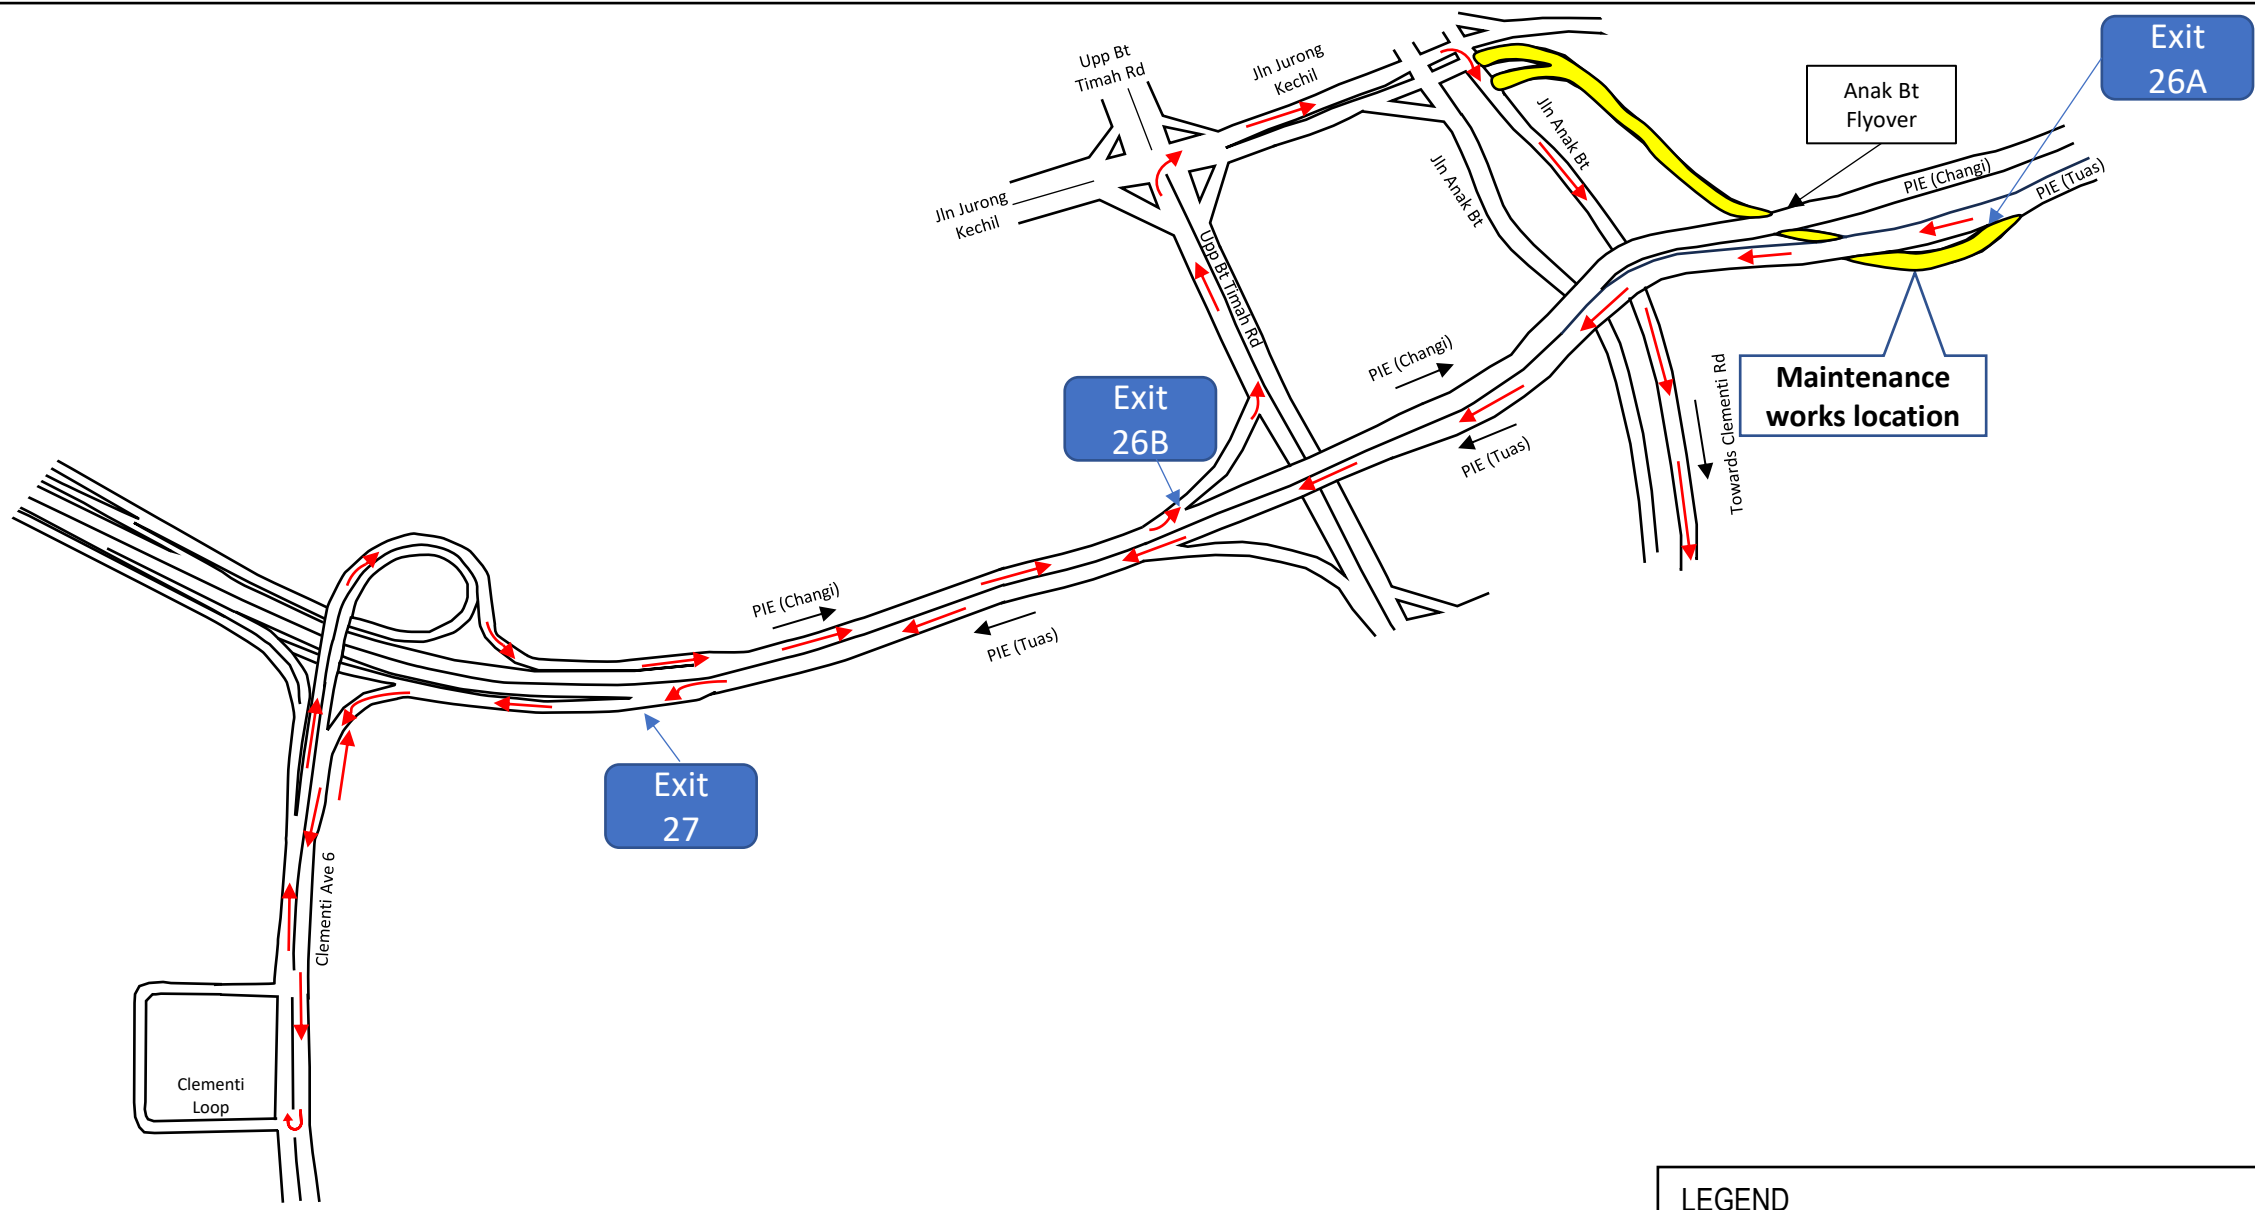 Upp Bt
Timah Rd
Jln Jurong
Kechil
Exit
26A
Anak Bt
Flyover
Jln Anak Bt
Jln Anak Bt
PIE (Changi)
PIE (Tuas)
Jln Jurong
Kechil
Upp Bt Timah Rd
Maintenance
works location
PIE (Changi)
Exit
26B
PIE (Tuas)
Towards Clementi Rd
PIE (Changi)
PIE (Tuas)
Exit
27
Clementi Ave 6
Clementi
Loop
LEGEND